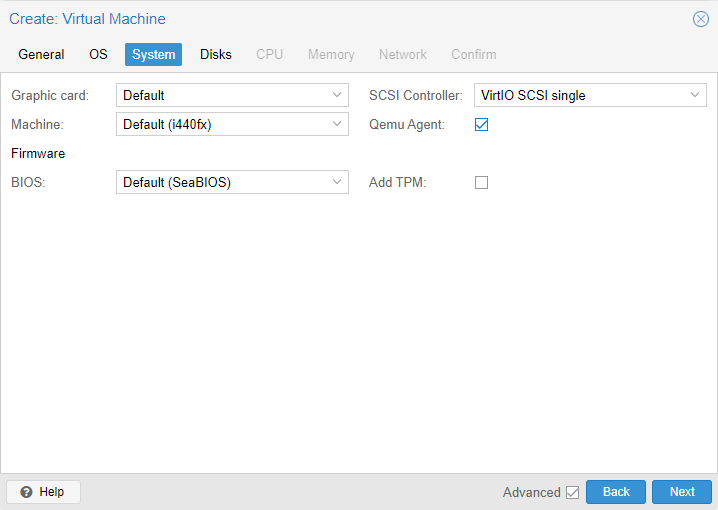 Create: Virtual Machine
General OS System Disks CPU Memory Network Confirm
Graphic card: Default SCSI Controller: VirtIO SCSI single
Machine: Default (i440fx) Qemu Agent:
Firmware
BIOS: Default (SeaBIOS) Add TPM:
? Help Advanced Back Next